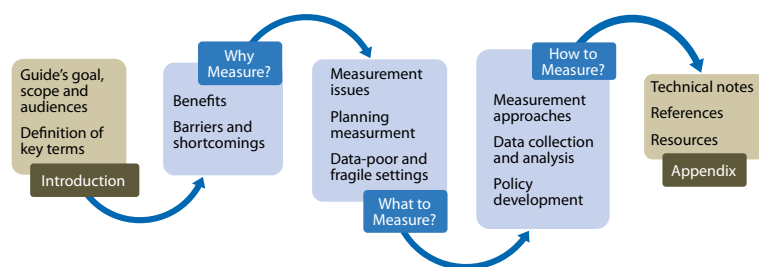 Guide's goal,
scope and
audiences
Definition of
key terms
Introduction
Why
Measure?
Benefits
Barriers and
shortcomings
Measurement
issues
Planning
measurment
Data-poor and
fragile settings
What to
Measure?
How to
Measure?
Measurement
approaches
Data collection
and analysis
Policy
development
Technical notes
References
Resources
Appendix